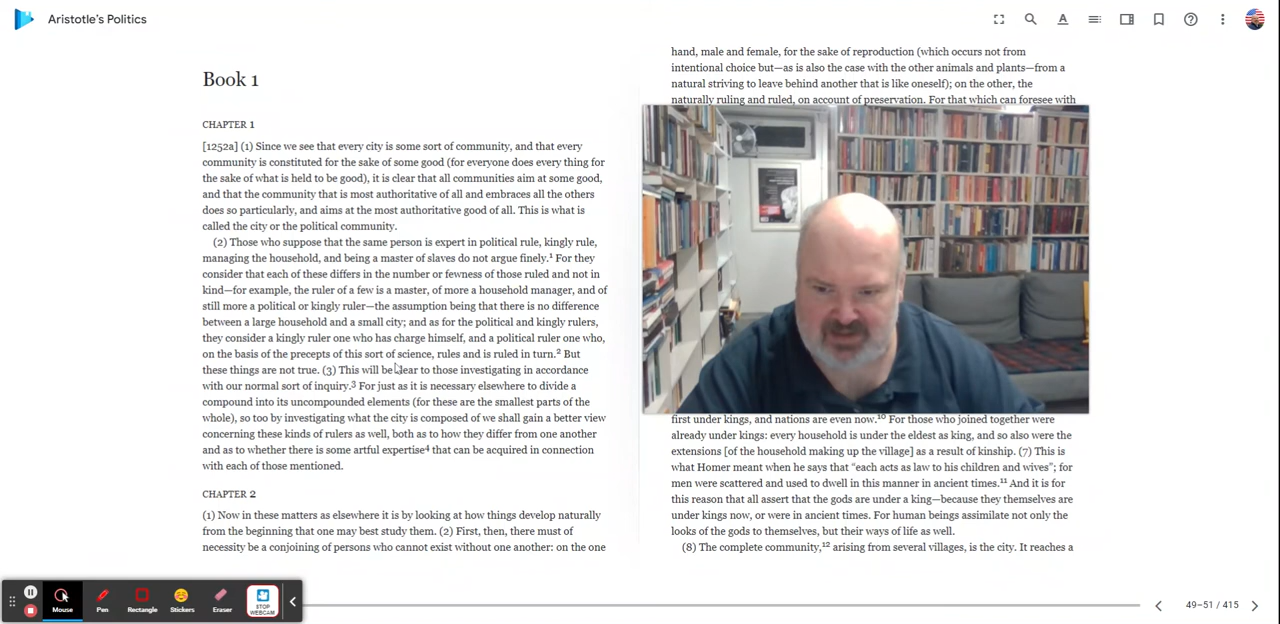 Aristotle's Politics
Book 1
CHAPTER 1
[1252a] (1) Since we see that every city is some sort of community, and that every
community is constituted for the sake of some good (for everyone does every thing for
the sake of what is held to be good), it is clear that all communities aim at some good,
and that the community that is most authoritative of all and embraces all the others
does so particularly, and aims at the most authoritative good of all. This is what is
called the city or the political community.
(2) Those who suppose that the same person is expert in political rule, kingly rule,
managing the household, and being a master of slaves do not argue finely.¹ For they
consider that each of these differs in the number or fewness of those ruled and not in
kind—for example, the ruler of a few is a master, of more a household manager, and of
still more a political or kingly ruler—the assumption being that there is no difference
between a large household and a small city; and as for the political and kingly rulers,
they consider a kingly ruler one who has charge himself, and a political ruler one who,
on the basis of the precepts of this sort of science, rules and is ruled in turn.² But
these things are not true. (3) This will be clear to those investigating in accordance
with our normal sort of inquiry.³ For just as it is necessary elsewhere to divide a
compound into its uncompounded elements (for these are the smallest parts of the
whole), so too by investigating what the city is composed of we shall gain a better view
concerning these kinds of rulers as well, both as to how they differ from one another
and as to whether there is some artful expertise⁴ that can be acquired in connection
with each of those mentioned.
CHAPTER 2
(1) Now in these matters as elsewhere it is by looking at how things develop naturally
from the beginning that one may best study them. (2) First, then, there must of
necessity be a conjoining of persons who cannot exist without one another: on the one
hand, male and female, for the sake of reproduction (which occurs not from
intentional choice but—as is also the case with the other animals and plants—from a
natural striving to leave behind another that is like oneself); on the other, the
naturally ruling and ruled, on account of preservation. For that which can foresee with
first under kings, and nations are even now.¹⁰ For those who joined together were
already under kings: every household is under the eldest as king, and so also were the
extensions [of the household making up the village] as a result of kinship. (7) This is
what Homer meant when he says that “each acts as law to his children and wives”; for
men were scattered and used to dwell in this manner in ancient times.¹¹ And it is for
this reason that all assert that the gods are under a king—because they themselves are
under kings now, or were in ancient times. For human beings assimilate not only the
looks of the gods to themselves, but their ways of life as well.
(8) The complete community,¹² arising from several villages, is the city. It reaches a
Mouse
Pen
Rectangle
Stickers
Eraser
STOP
WEBCAM
49–51 / 415